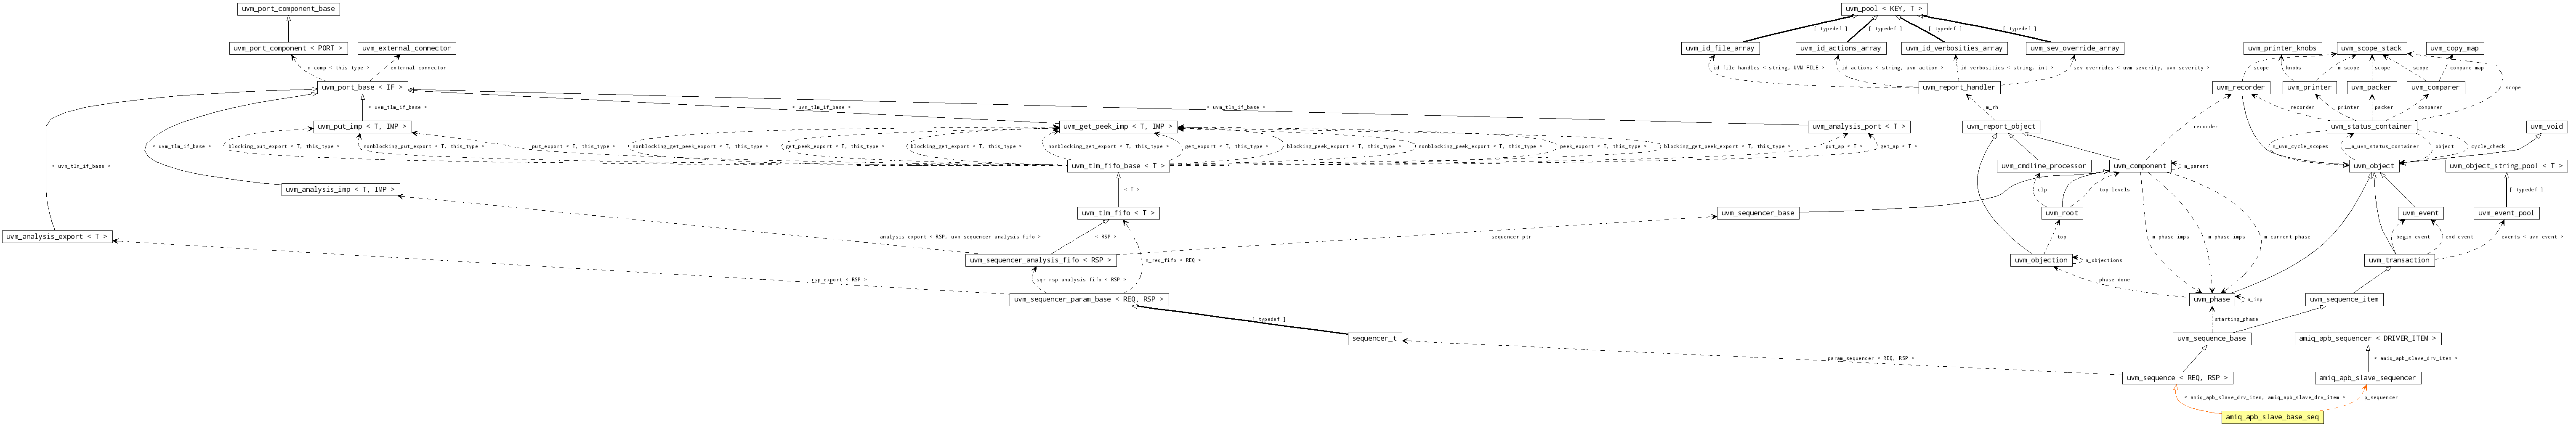 uvm_port_component_base
uvm_pool < KEY, T >
[ typedef ]
[ typedef ]
[ typedef ]
[ typedef ]
uvm_port_component < PORT >
uvm_external_connector
uvm_id_file_array
uvm_id_actions_array
uvm_id_verbosities_array
uvm_sev_override_array
uvm_printer_knobs
uvm_scope_stack
uvm_copy_map
m_comp < this_type >
external_connector
id_file_handles < string, UVM_FILE >
id_actions < string, uvm_action >
id_verbosities < string, int >
sev_overrides < uvm_severity, uvm_severity >
scope
knobs
m_scope
scope
scope
compare_map
uvm_port_base < IF >
uvm_report_handler
uvm_recorder
uvm_printer
uvm_packer
uvm_comparer
scope
< uvm_tlm_if_base >
< uvm_tlm_if_base >
< uvm_tlm_if_base >
m_rh
recorder
printer
packer
comparer
uvm_put_imp < T, IMP >
uvm_get_peek_imp < T, IMP >
uvm_analysis_port < T >
uvm_report_object
recorder
uvm_status_container
uvm_void
< uvm_tlm_if_base >
blocking_put_export < T, this_type >
nonblocking_put_export < T, this_type >
put_export < T, this_type >
nonblocking_get_peek_export < T, this_type >
get_peek_export < T, this_type >
blocking_get_export < T, this_type >
nonblocking_get_export < T, this_type >
get_export < T, this_type >
blocking_peek_export < T, this_type >
nonblocking_peek_export < T, this_type >
peek_export < T, this_type >
blocking_get_peek_export < T, this_type >
put_ap < T >
get_ap < T >
m_uvm_cycle_scopes
m_uvm_status_container
object
cycle_check
< uvm_tlm_if_base >
uvm_tlm_fifo_base < T >
uvm_cmdline_processor
uvm_component
m_parent
uvm_object
uvm_object_string_pool < T >
uvm_analysis_imp < T, IMP >
< T >
clp
top_levels
[ typedef ]
uvm_tlm_fifo < T >
uvm_sequencer_base
uvm_root
uvm_event
uvm_event_pool
uvm_analysis_export < T >
analysis_export < RSP, uvm_sequencer_analysis_fifo >
< RSP >
sequencer_ptr
top
m_phase_imps
m_phase_imps
m_current_phase
begin_event
end_event
events < uvm_event >
uvm_sequencer_analysis_fifo < RSP >
m_req_fifo < REQ >
uvm_objection
m_objections
uvm_transaction
rsp_export < RSP >
sqr_rsp_analysis_fifo < RSP >
phase_done
uvm_sequencer_param_base < REQ, RSP >
uvm_phase
m_imp
uvm_sequence_item
[ typedef ]
starting_phase
sequencer_t
uvm_sequence_base
amiq_apb_sequencer < DRIVER_ITEM >
param_sequencer < REQ, RSP >
< amiq_apb_slave_drv_item >
uvm_sequence < REQ, RSP >
amiq_apb_slave_sequencer
< amiq_apb_slave_drv_item, amiq_apb_slave_drv_item >
p_sequencer
amiq_apb_slave_base_seq